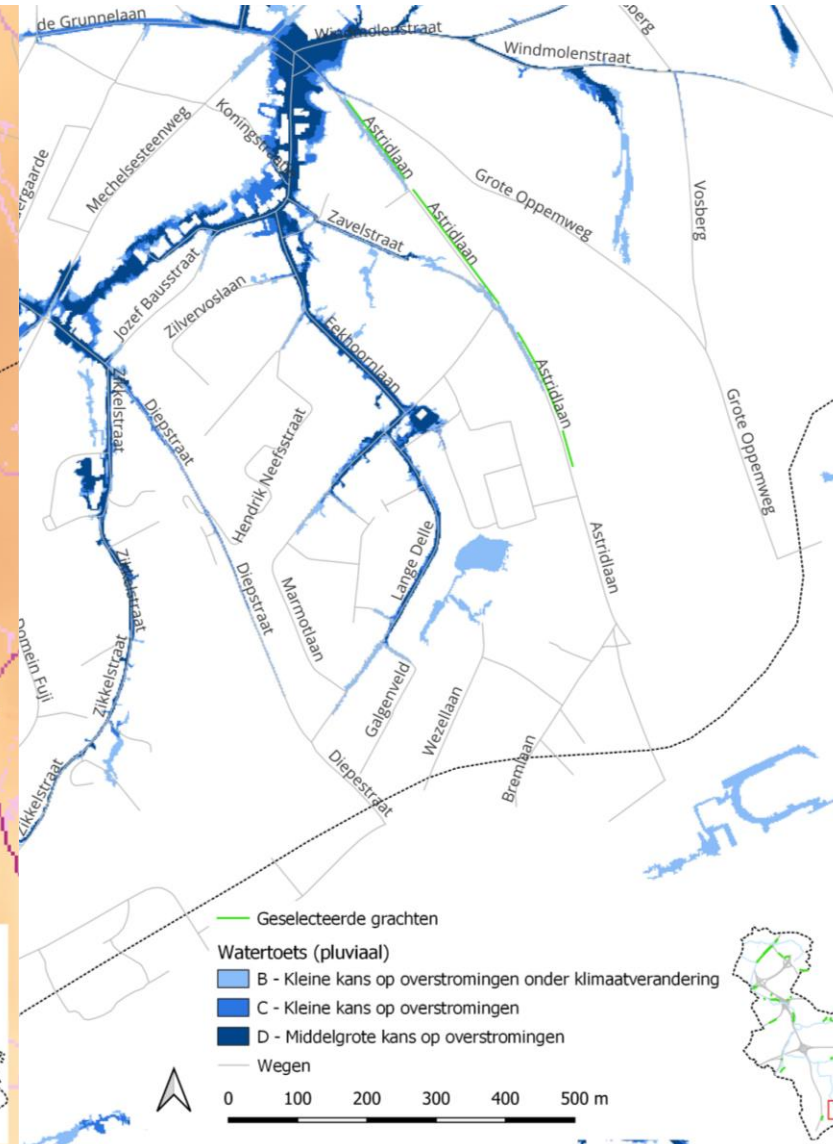 de Grunnelaan
Windmolenstraat
Vosberg
Windmolenstraat
Koningstraat
Astridlaan
Mechelsesteenweg
Grote Oppemweg
Astridlaan
Vosberg
Zavelstraat
Jozef Bausstraat
Zilvervoslaan
Eekhoornlaan
Astridlaan
Zikkelstraat
Diepstraat
Grote Oppemweg
Hendrik Neefsstraat
Lange Delle
Astridlaan
Zikkelstraat
Diepstraat
Marmotlaan
Domein Fuji
Zikkelstraat
Galgenveld
Wezellaan
Bremlaan
Diepestraat
Zikkelstraat
Geselecteerde grachten
Watertoets (pluviaal)
B - Kleine kans op overstromingen onder klimaatverandering
C - Kleine kans op overstromingen
D - Middelgrote kans op overstromingen
Wegen
0 100 200 300 400 500 m